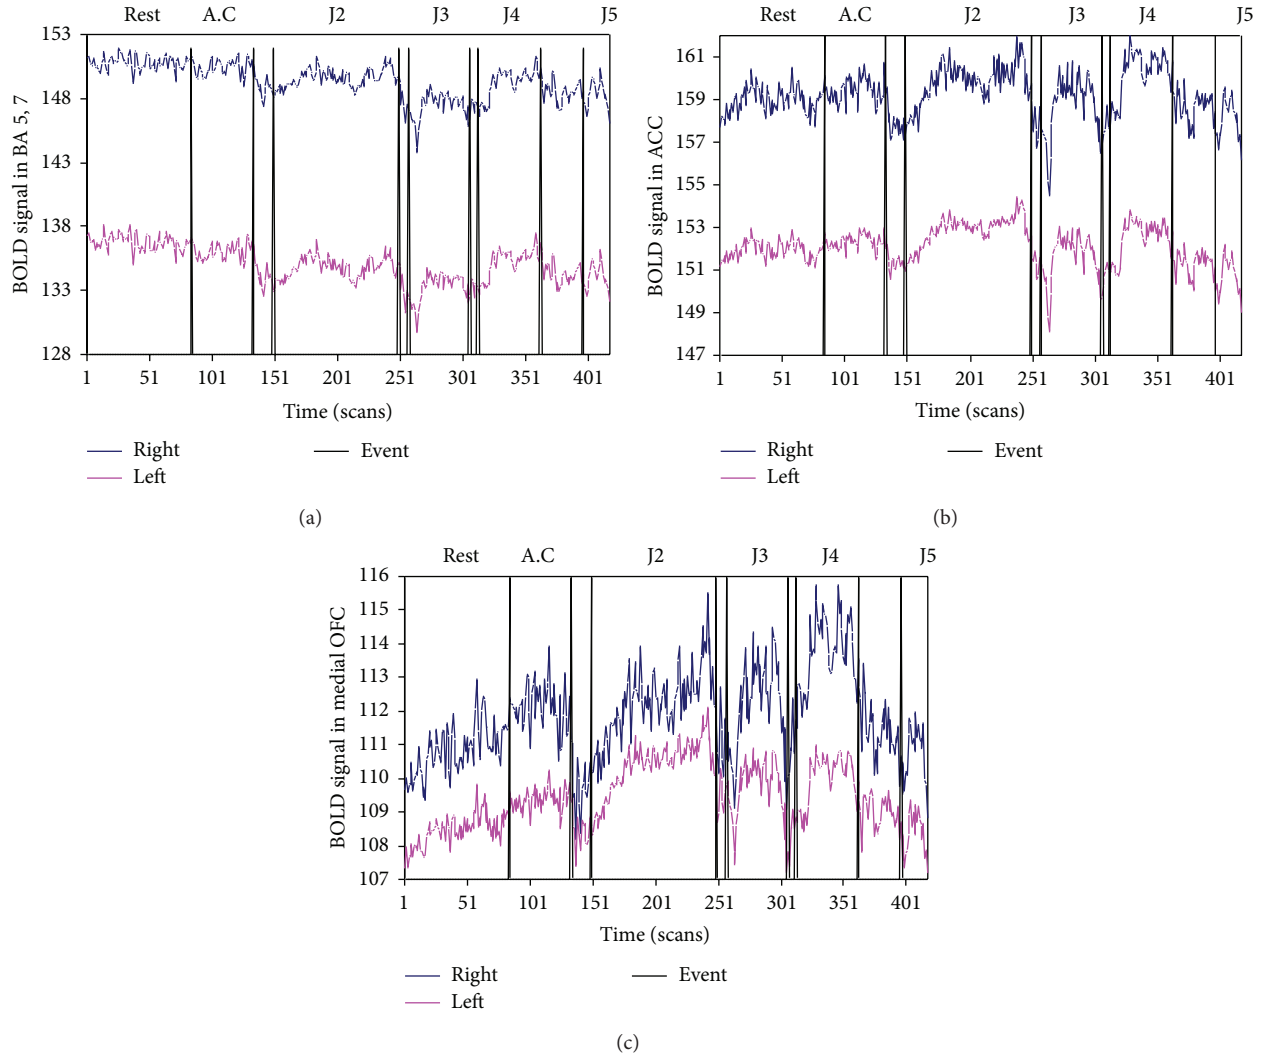 Rest A.C J2 J3 J4 J5
153
148
143
138
133
128
BOLD signal in BA 5, 7
1 51 101 151 201 251 301 351 401
Time (scans)
Right Event
Left
(a)
Rest A.C J2 J3 J4 J5
161
159
157
155
153
151
149
147
BOLD signal in ACC
1 51 101 151 201 251 301 351 401
Time (scans)
Right Event
Left
(b)
Rest A.C J2 J3 J4 J5
116
115
114
113
112
111
110
109
108
107
BOLD signal in medial OFC
1 51 101 151 201 251 301 351 401
Time (scans)
Right Event
Left
(c)